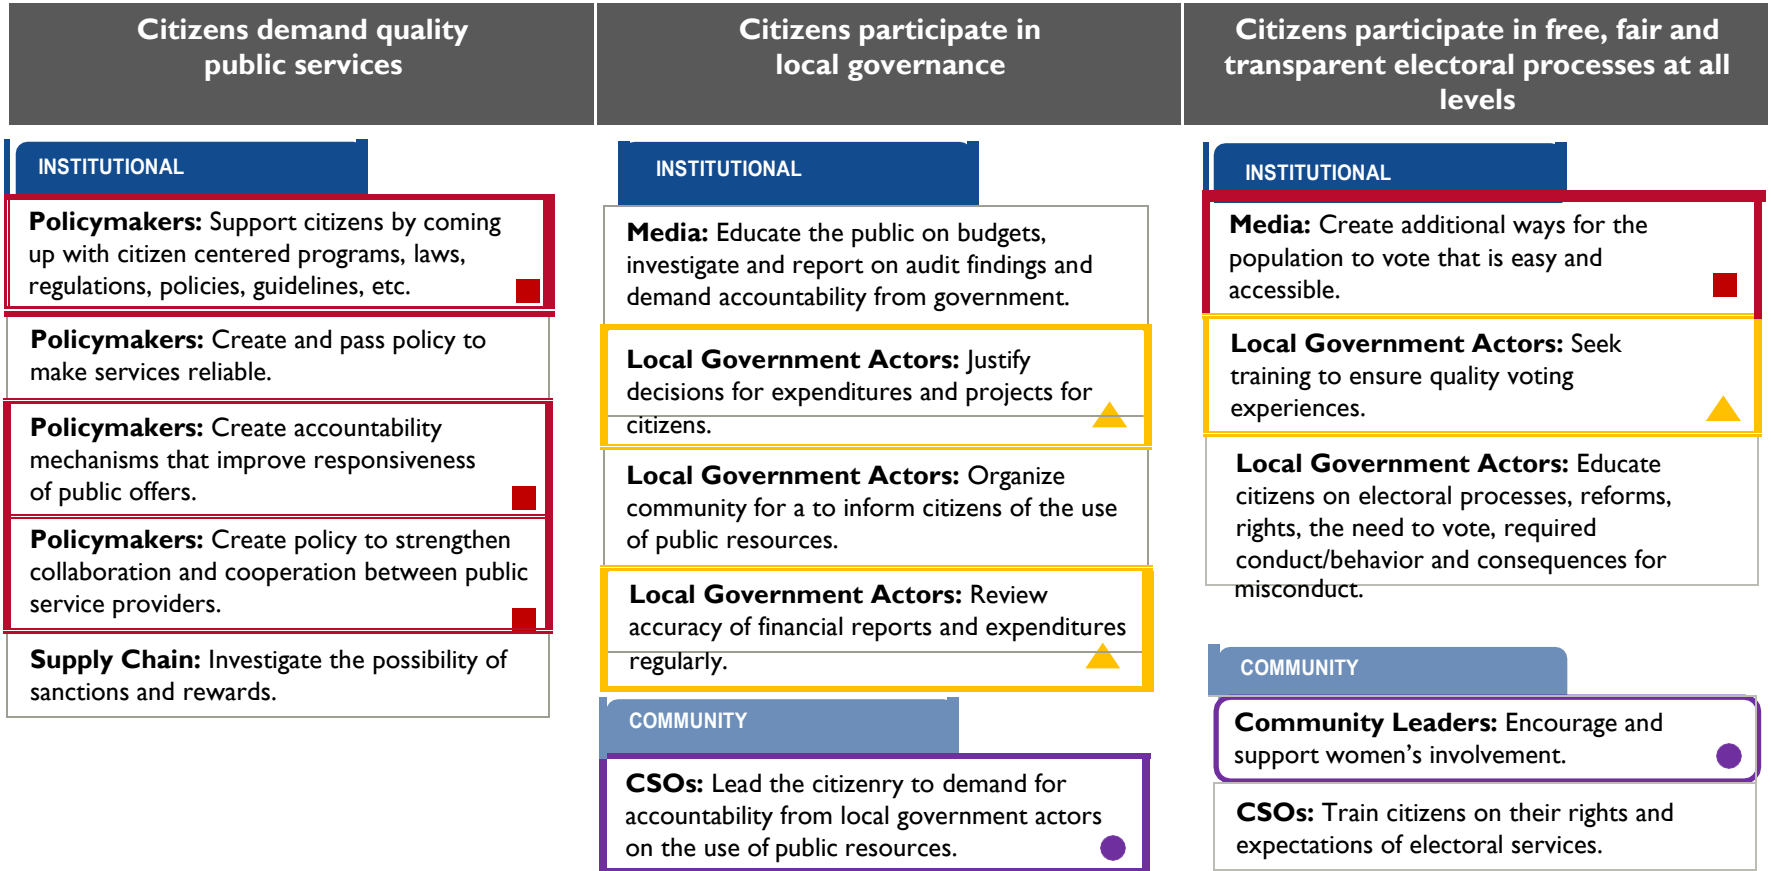 Citizens demand quality
public services
INSTITUTIONAL
Policymakers: Support citizens by coming
up with citizen centered programs, laws,
regulations, policies, guidelines, etc.
Policymakers: Create and pass policy to
make services reliable.
Policymakers: Create accountability
mechanisms that improve responsiveness
of public offers.
Policymakers: Create policy to strengthen
collaboration and cooperation between public
service providers.
Supply Chain: Investigate the possibility of
sanctions and rewards.
Citizens participate in
local governance
INSTITUTIONAL
Media: Educate the public on budgets,
investigate and report on audit findings and
demand accountability from government.
Local Government Actors: Justify
decisions for expenditures and projects for
citizens.
Local Government Actors: Organize
community for a to inform citizens of the use
of public resources.
Local Government Actors: Review
accuracy of financial reports and expenditures
regularly.
COMMUNITY
CSOs: Lead the citizenry to demand for
accountability from local government actors
on the use of public resources.
Citizens participate in free, fair and
transparent electoral processes at all
levels
INSTITUTIONAL
Media: Create additional ways for the
population to vote that is easy and
accessible.
Local Government Actors: Seek
training to ensure quality voting
experiences.
Local Government Actors: Educate
citizens on electoral processes, reforms,
rights, the need to vote, required
conduct/behavior and consequences for
misconduct.
COMMUNITY
Community Leaders: Encourage and
support women's involvement.
CSOs: Train citizens on their rights and
expectations of electoral services.